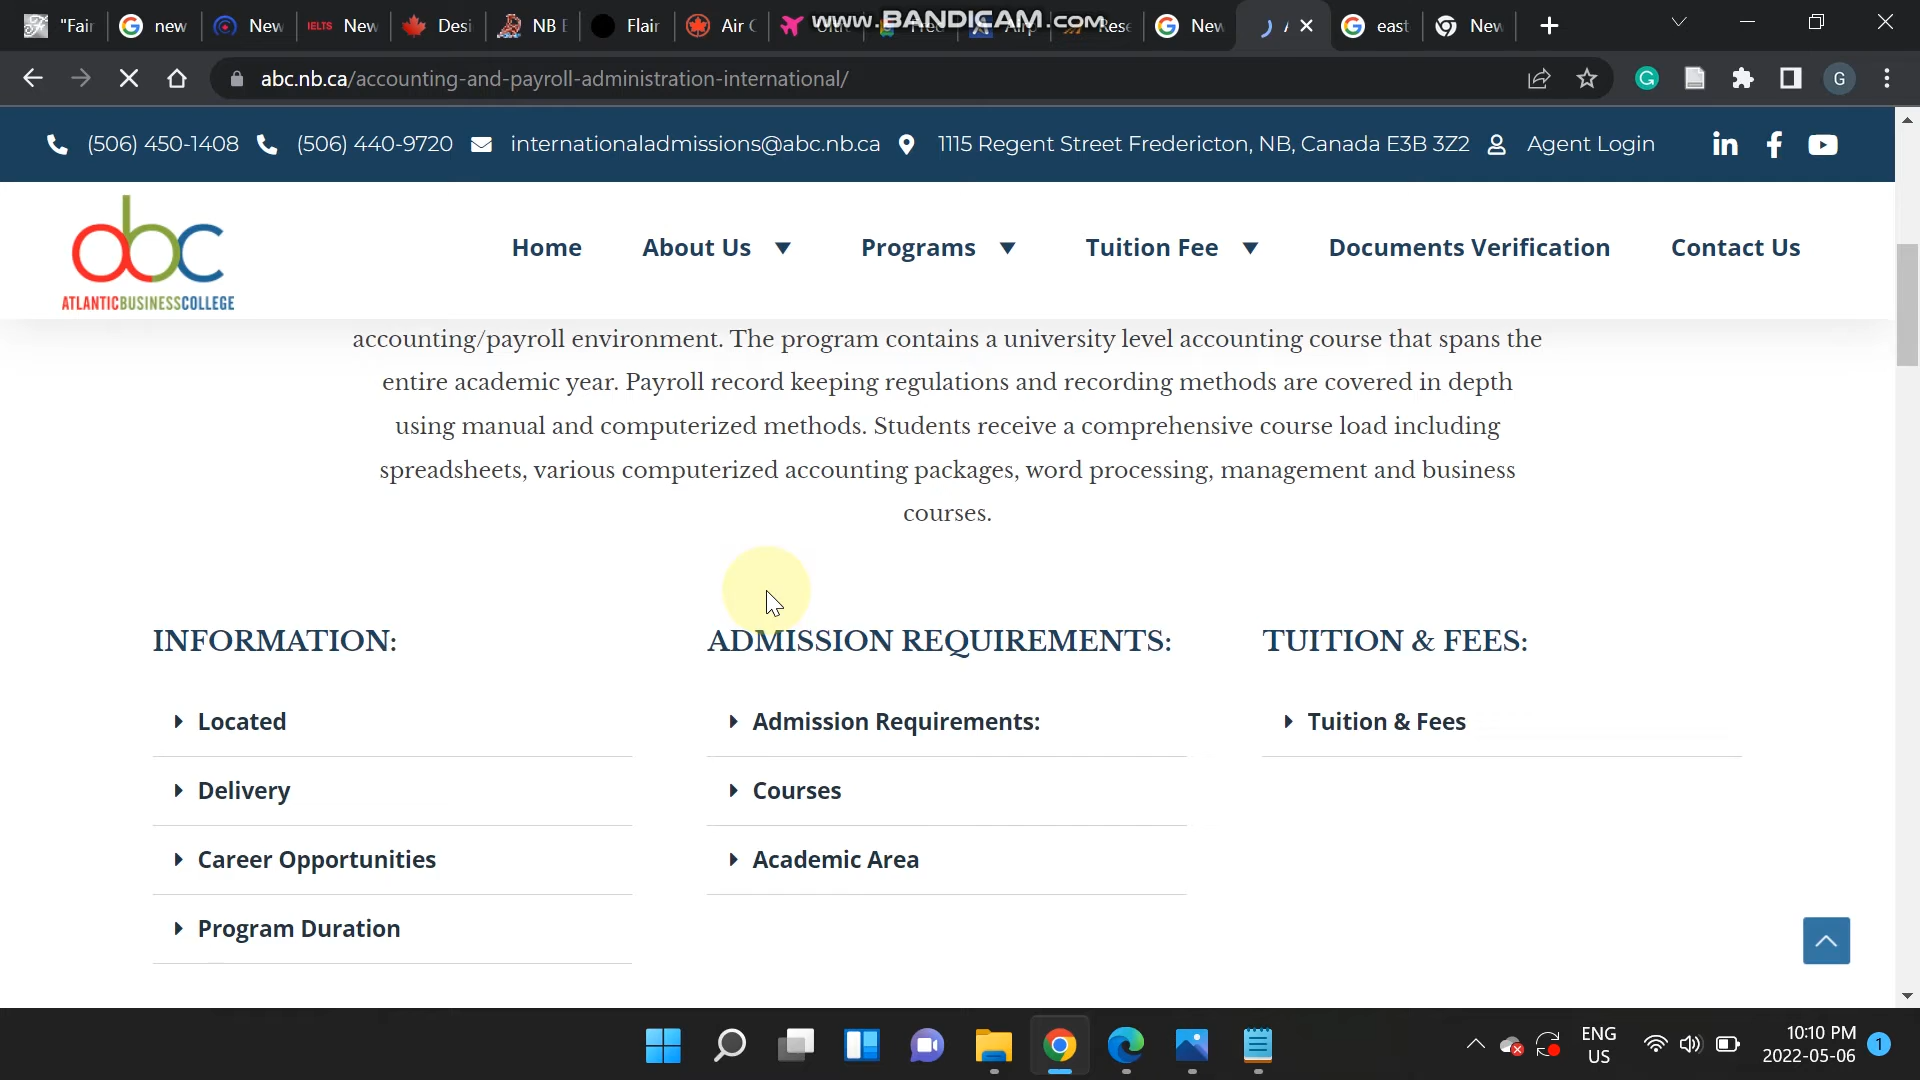 "Fair
new
New
IELTS New
Desi
NB E
Flair
Air C
www.BANDICAM.com
Rese
New
east
New
abc.nb.ca/accounting-and-payroll-administration-international/
G
(506) 450-1408
(506) 440-9720
internationaladmissions@abc.nb.ca
1115 Regent Street Fredericton, NB, Canada E3B 3Z2
Agent Login
abc
ATLANTICBUSINESSCOLLEGE
Home
About Us
Programs
Tuition Fee
Documents Verification
Contact Us
accounting/payroll environment. The program contains a university level accounting course that spans the
entire academic year. Payroll record keeping regulations and recording methods are covered in depth
using manual and computerized methods. Students receive a comprehensive course load including
spreadsheets, various computerized accounting packages, word processing, management and business
courses.
INFORMATION:
Located
Delivery
Career Opportunities
Program Duration
ADMISSION REQUIREMENTS:
Admission Requirements:
Courses
Academic Area
TUITION & FEES:
Tuition & Fees
ENG
US
10:10 PM
2022-05-06
1